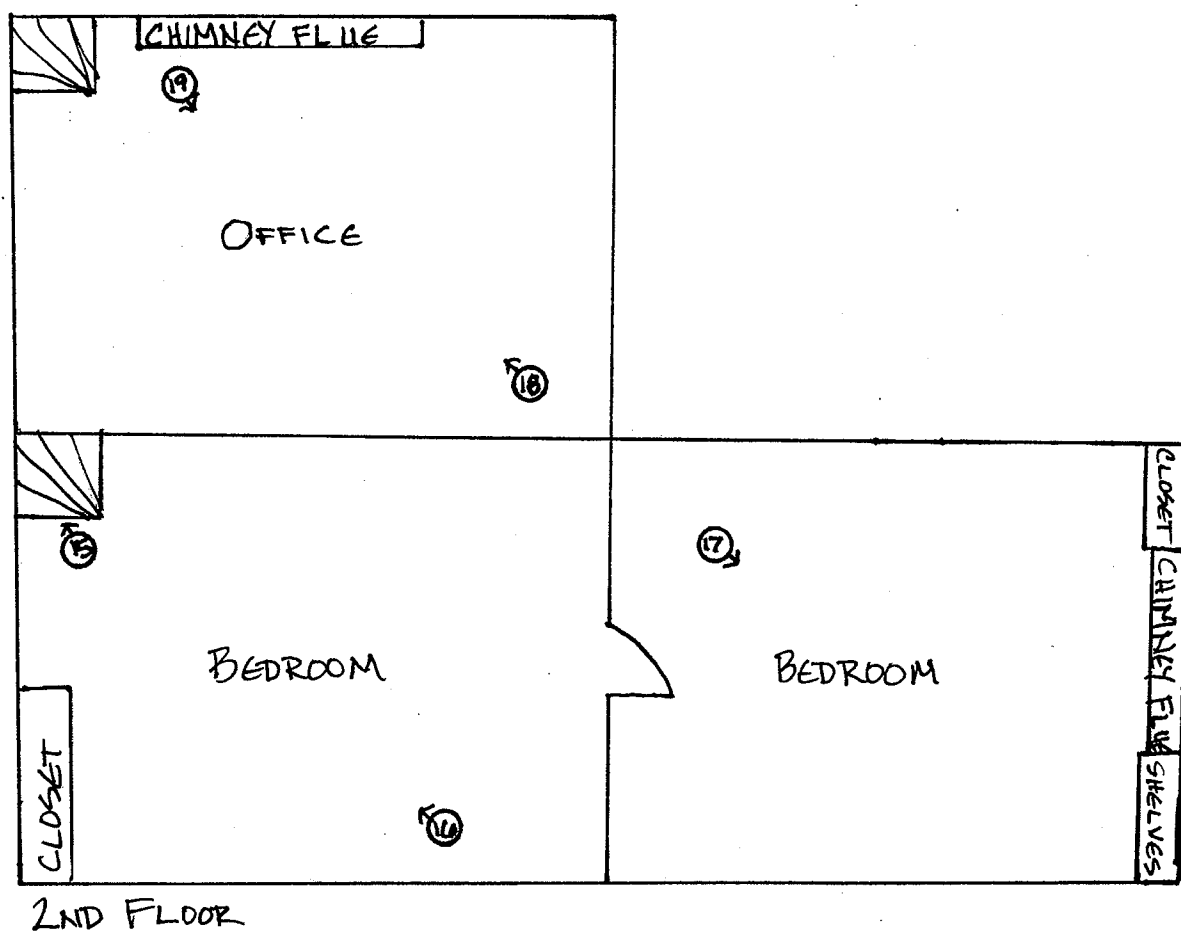 CHIMNEY FLUE
19
OFFICE
18
CLOSET
15
17
CHIMNEY FLUE
BEDROOM
BEDROOM
CLOSET
16
SHELVES
2ND FLOOR